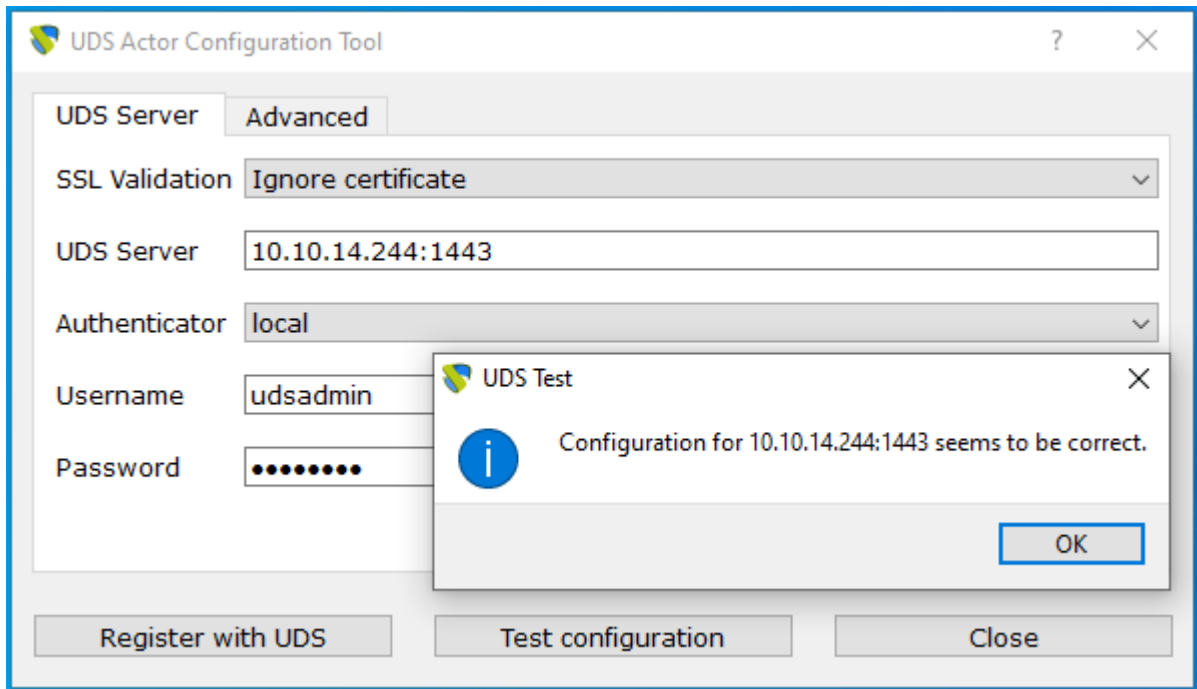 UDS Actor Configuration Tool
?
UDS Server
Advanced
SSL Validation
Ignore certificate
UDS Server
10.10.14.244:1443
Authenticator
local
Username
udsadmin
Password
••••••••
UDS Test
Configuration for 10.10.14.244:1443 seems to be correct.
OK
Register with UDS
Test configuration
Close